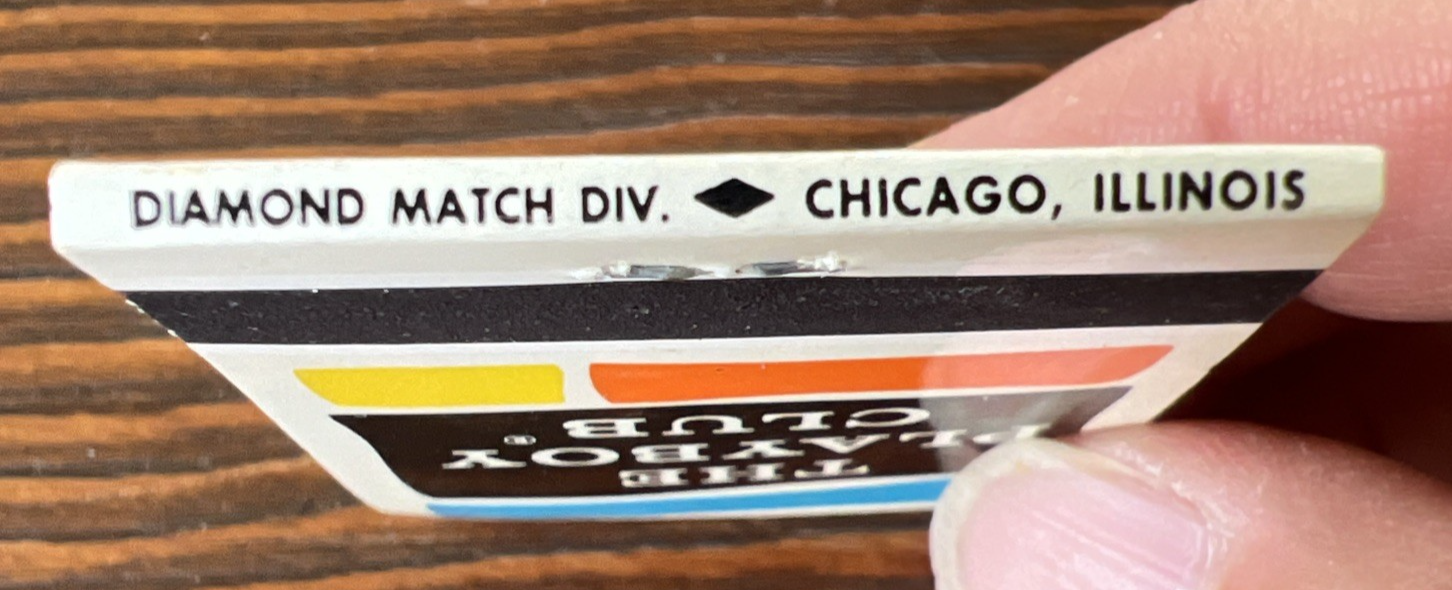 DIAMOND MATCH DIV. ♦ CHICAGO, ILLINOIS
THE
PLAYBOY
CLUB®